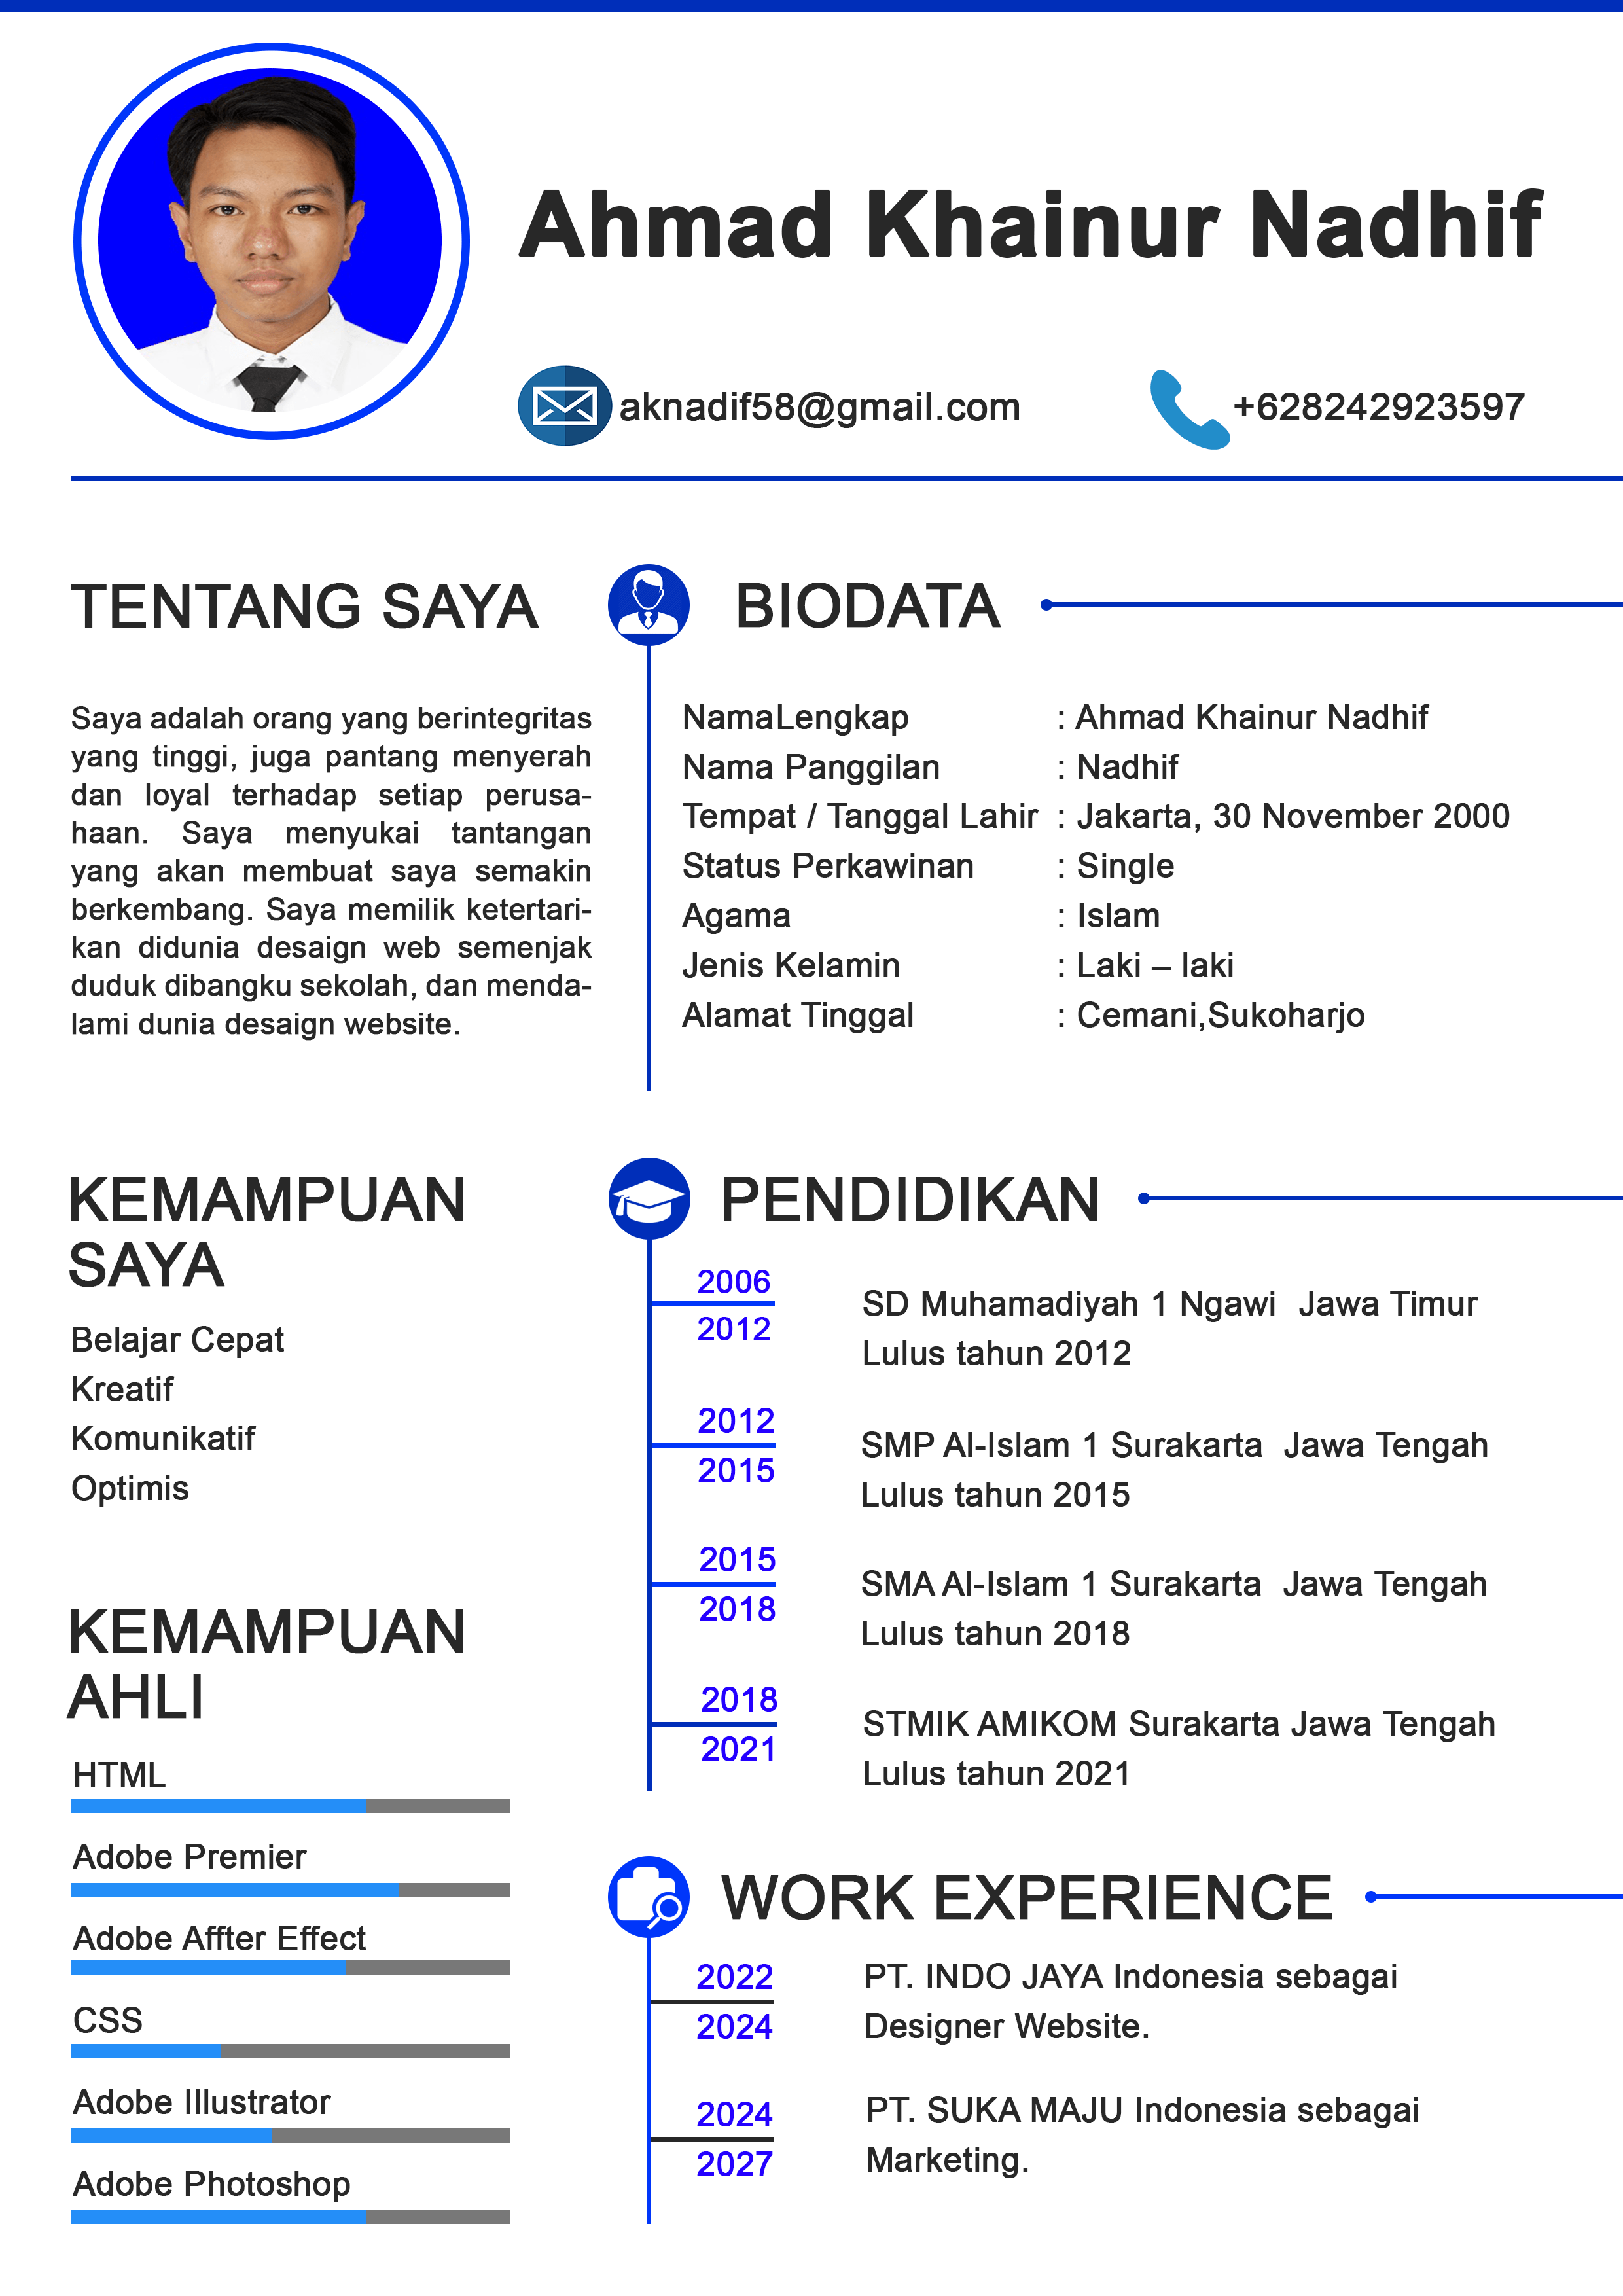 Ahmad Khainur Nadhif
aknadif58@gmail.com
+628242923597
TENTANG SAYA
Saya adalah orang yang berintegritas
yang tinggi, juga pantang menyerah
dan loyal terhadap setiap perusa-
haan. Saya menyukai tantangan
yang akan membuat saya semakin
berkembang. Saya memilik ketertari-
kan didunia desaign web semenjak
duduk dibangku sekolah, dan menda-
lami dunia desaign website.
BIODATA
NamaLengkap : Ahmad Khainur Nadhif
Nama Panggilan : Nadhif
Tempat / Tanggal Lahir : Jakarta, 30 November 2000
Status Perkawinan : Single
Agama : Islam
Jenis Kelamin : Laki – laki
Alamat Tinggal : Cemani,Sukoharjo
KEMAMPUAN
SAYA
Belajar Cepat
Kreatif
Komunikatif
Optimis
KEMAMPUAN
AHLI
HTML
Adobe Premier
Adobe Affter Effect
CSS
Adobe Illustrator
Adobe Photoshop
PENDIDIKAN
2006
2012
SD Muhamadiyah 1 Ngawi  Jawa Timur
Lulus tahun 2012
2012
2015
SMP Al-Islam 1 Surakarta  Jawa Tengah
Lulus tahun 2015
2015
2018
SMA Al-Islam 1 Surakarta  Jawa Tengah
Lulus tahun 2018
2018
2021
STMIK AMIKOM Surakarta Jawa Tengah
Lulus tahun 2021
WORK EXPERIENCE
2022
2024
PT. INDO JAYA Indonesia sebagai
Designer Website.
2024
2027
PT. SUKA MAJU Indonesia sebagai
Marketing.